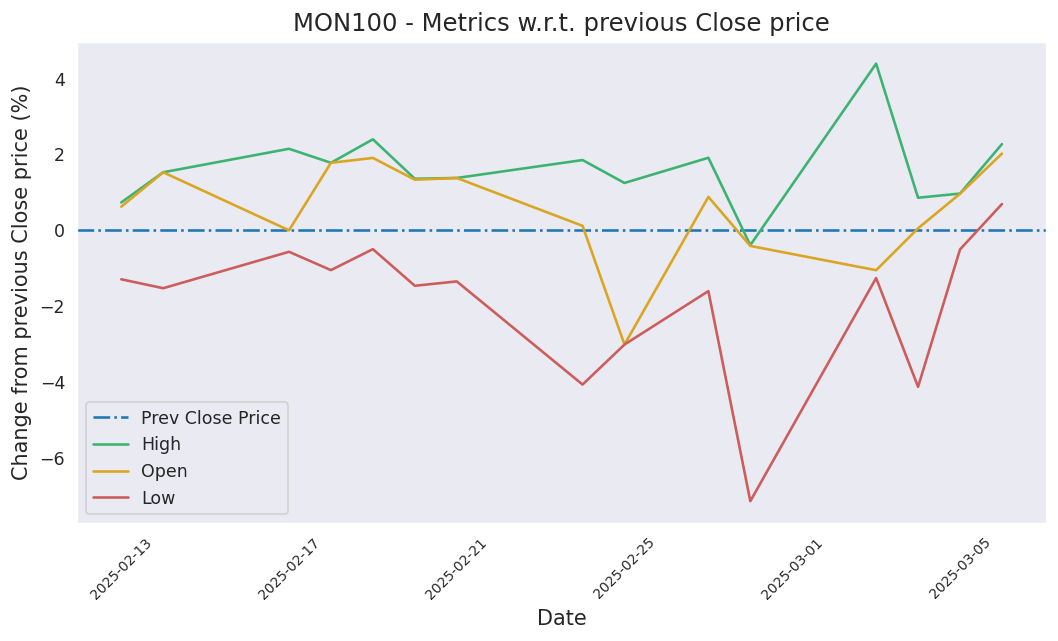 MON100 - Metrics w.r.t. previous Close price
Change from previous Close price (%)
4
2
0
−2
−4
−6
Prev Close Price
High
Open
Low
2025-02-13
2025-02-17
2025-02-21
2025-02-25
2025-03-01
2025-03-05
Date